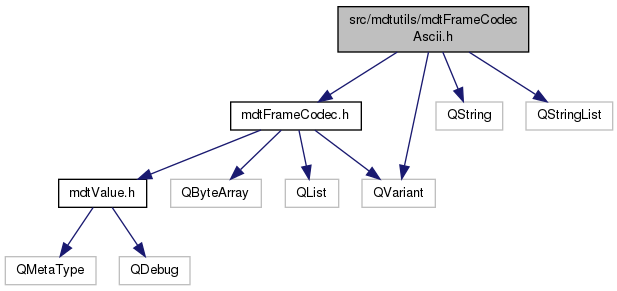 src/mdtutils/mdtFrameCodec
Ascii.h
mdtFrameCodec.h
QString
QStringList
mdtValue.h
QByteArray
QList
QVariant
QMetaType
QDebug